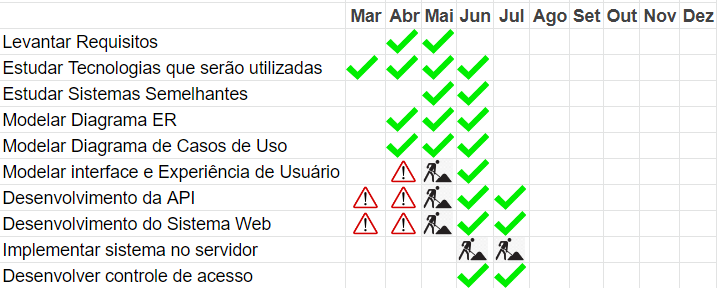 Mar Abr Mai Jun Jul Ago Set Out Nov Dez
Levantar Requisitos
Estudar Tecnologias que serão utilizadas
Estudar Sistemas Semelhantes
Modelar Diagrama ER
Modelar Diagrama de Casos de Uso
Modelar interface e Experiência de Usuário
Desenvolvimento da API
Desenvolvimento do Sistema Web
Implementar sistema no servidor
Desenvolver controle de acesso